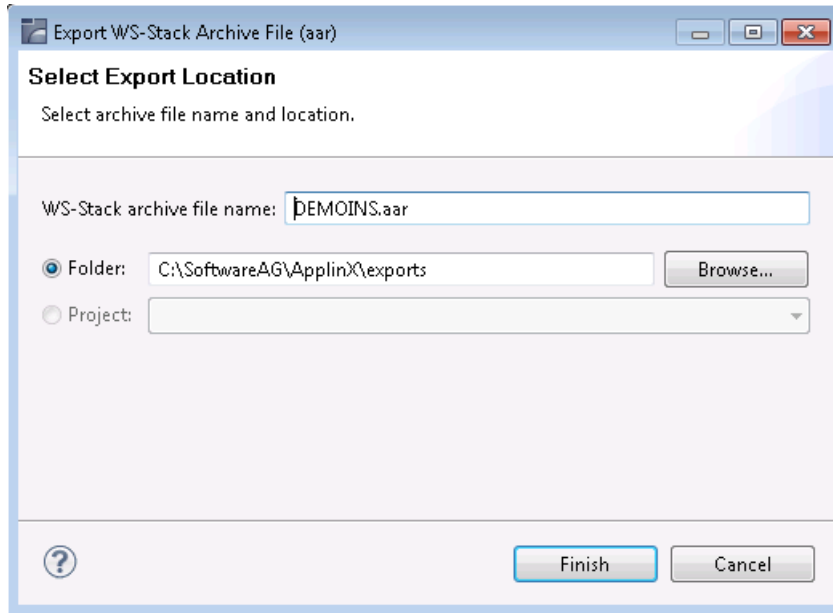 Export WS-Stack Archive File (aar)
Select Export Location
Select archive file name and location.
WS-Stack archive file name: DEMOINS.aar
Folder: C:\SoftwareAG\ApplinX\exports Browse...
Project:
? Finish Cancel